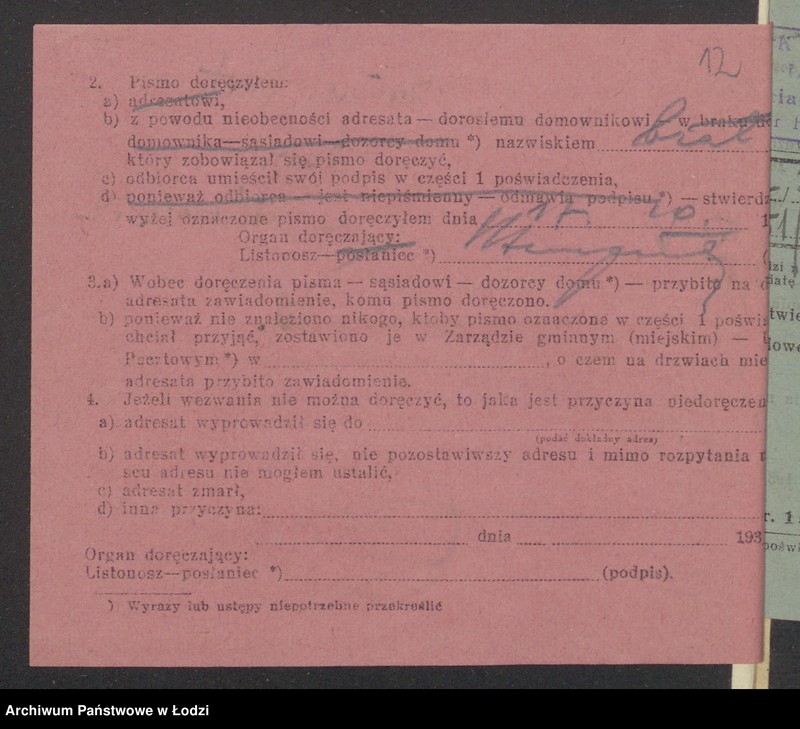 12
2. Pismo doręczyłem:
a) adresatowi,
b) z powodu nieobecności adresata — dorosłemu domownikowi — w braku
domownika — sąsiadowi — dozorcy domu *) nazwiskiem brat
który zobowiązał się pismo doręczyć,
c) odbiorca umieścił swój podpis w części 1 poświadczenia,
d) ponieważ odbiorca — jest niepiśmienny — odmawia podpisu *) — stwierdz
wyżej oznaczone pismo doręczyłem dnia 10. 1
Organ doręczający:
Listonosz—posłaniec *) (
3.a) Wobec doręczenia pisma — sąsiadowi — dozorcy domu *) — przybito na d
adresata zawiadomienie, komu pismo doręczono.
b) ponieważ nie znaleziono nikogo, ktoby pismo oznaczone w części 1 poświa
chciał przyjąć, zostawiono je w Zarządzie gminnym (miejskim) —
Pocztowym *) w , o czem na drzwiach mie
adresata przybito zawiadomienie.
4. Jeżeli wezwania nie można doręczyć, to jaka jest przyczyna niedoręczen
a) adresat wyprowadził się do
(podać dokładny adres)
b) adresat wyprowadził się, nie pozostawiwszy adresu i mimo rozpytania
scu adresu nie mogłem ustalić,
c) adresat zmarł,
d) inna przyczyna:
dnia 193
Organ doręczający:
Listonosz—posłaniec *) (podpis).
) Wyrazy lub ustępy niepotrzebne przekreślić
r. 1.
Archiwum Państwowe w Łodzi